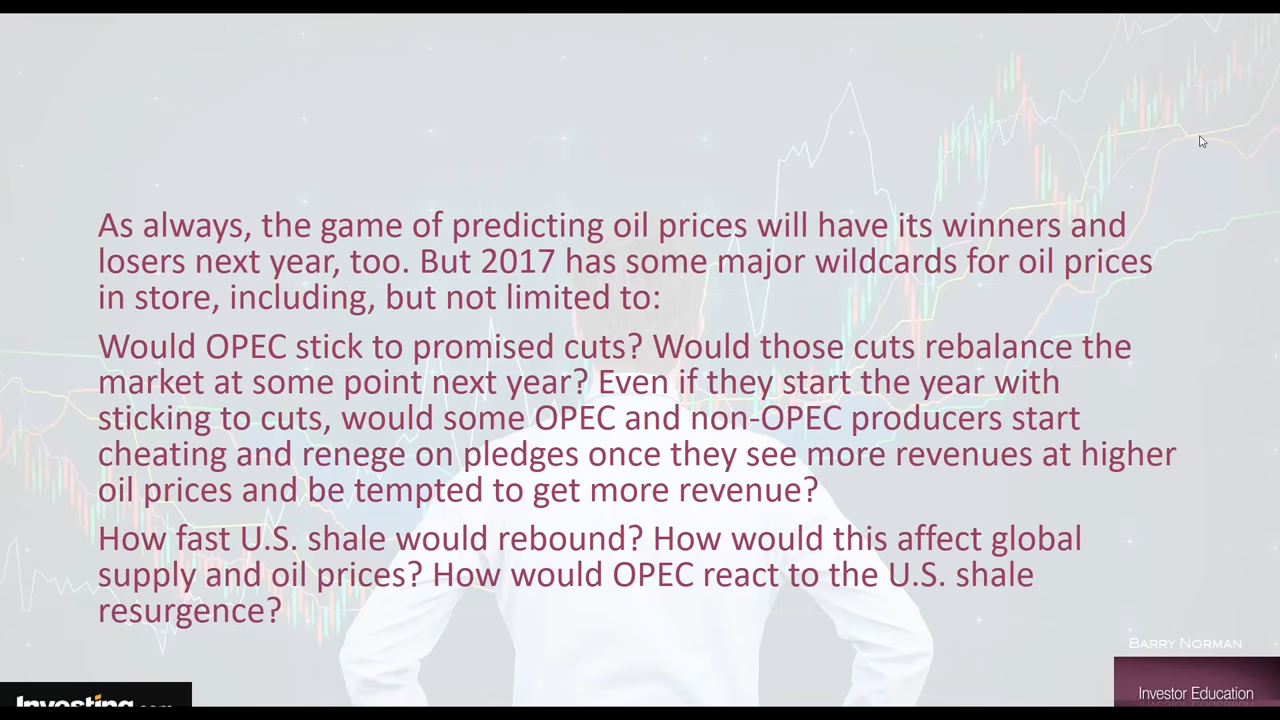 As always, the game of predicting oil prices will have its winners and
losers next year, too. But 2017 has some major wildcards for oil prices
in store, including, but not limited to:
Would OPEC stick to promised cuts? Would those cuts rebalance the
market at some point next year? Even if they start the year with
sticking to cuts, would some OPEC and non-OPEC producers start
cheating and renege on pledges once they see more revenues at higher
oil prices and be tempted to get more revenue?
How fast U.S. shale would rebound? How would this affect global
supply and oil prices? How would OPEC react to the U.S. shale
resurgence?
Barry Norman
Investing.com
Investor Education